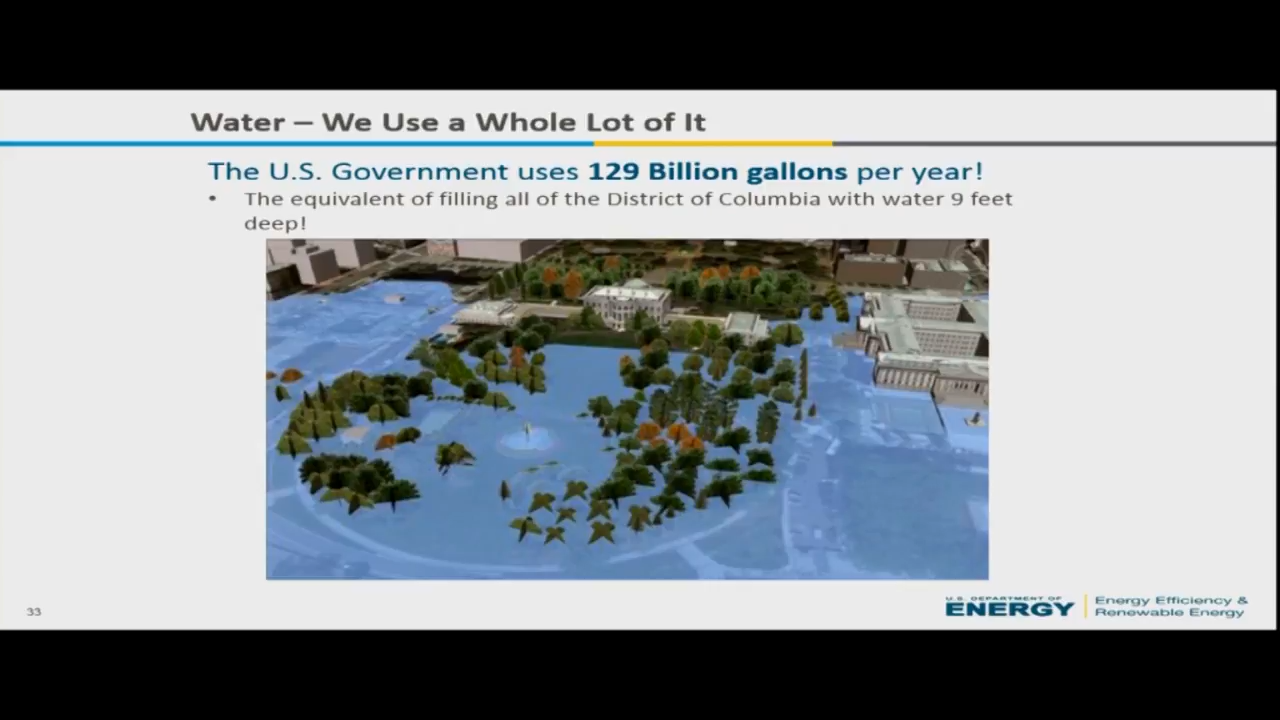 Water – We Use a Whole Lot of It
The U.S. Government uses 129 Billion gallons per year!
• The equivalent of filling all of the District of Columbia with water 9 feet
deep!
33
U.S. DEPARTMENT OF
ENERGY
Energy Efficiency &
Renewable Energy